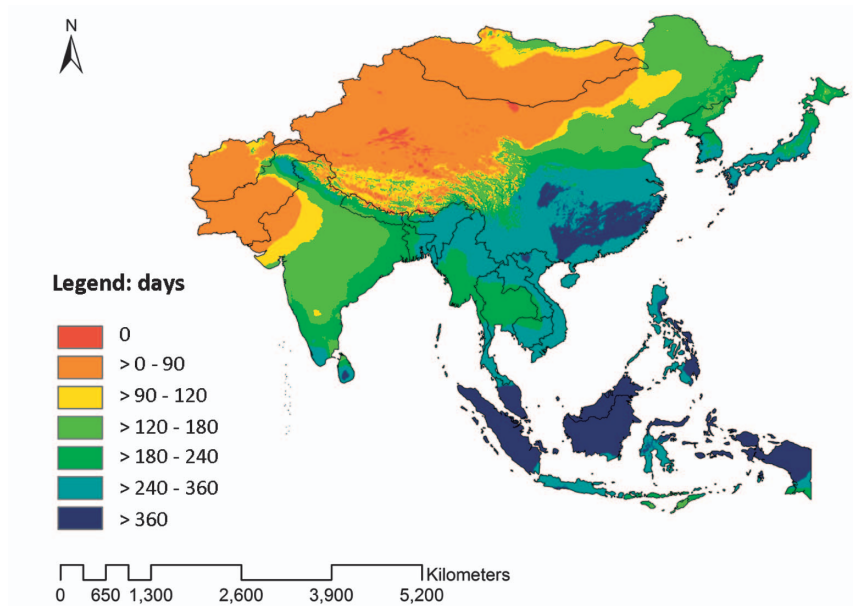 N
Legend: days
0
> 0 - 90
> 90 - 120
> 120 - 180
> 180 - 240
> 240 - 360
> 360
Kilometers
0 650 1,300 2,600 3,900 5,200